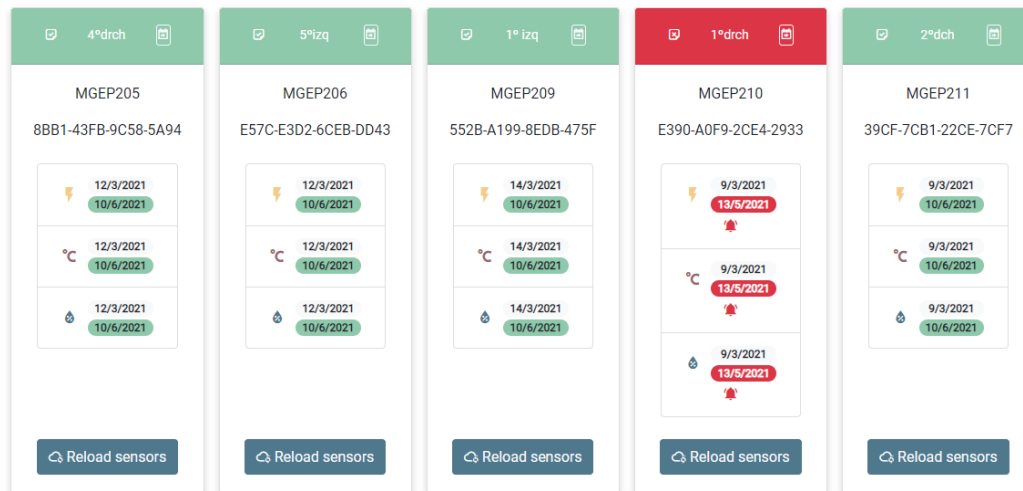 4ºdrch
MGEP205
8BB1-43FB-9C58-5A94
12/3/2021
10/6/2021
°C
12/3/2021
10/6/2021
12/3/2021
10/6/2021
Reload sensors
5ºizq
MGEP206
E57C-E3D2-6CEB-DD43
12/3/2021
10/6/2021
°C
12/3/2021
10/6/2021
12/3/2021
10/6/2021
Reload sensors
1º izq
MGEP209
552B-A199-8EDB-475F
14/3/2021
10/6/2021
°C
14/3/2021
10/6/2021
14/3/2021
10/6/2021
Reload sensors
1ºdrch
MGEP210
E390-A0F9-2CE4-2933
9/3/2021
13/5/2021
°C
9/3/2021
13/5/2021
9/3/2021
13/5/2021
Reload sensors
2ºdch
MGEP211
39CF-7CB1-22CE-7CF7
9/3/2021
10/6/2021
°C
9/3/2021
10/6/2021
9/3/2021
10/6/2021
Reload sensors